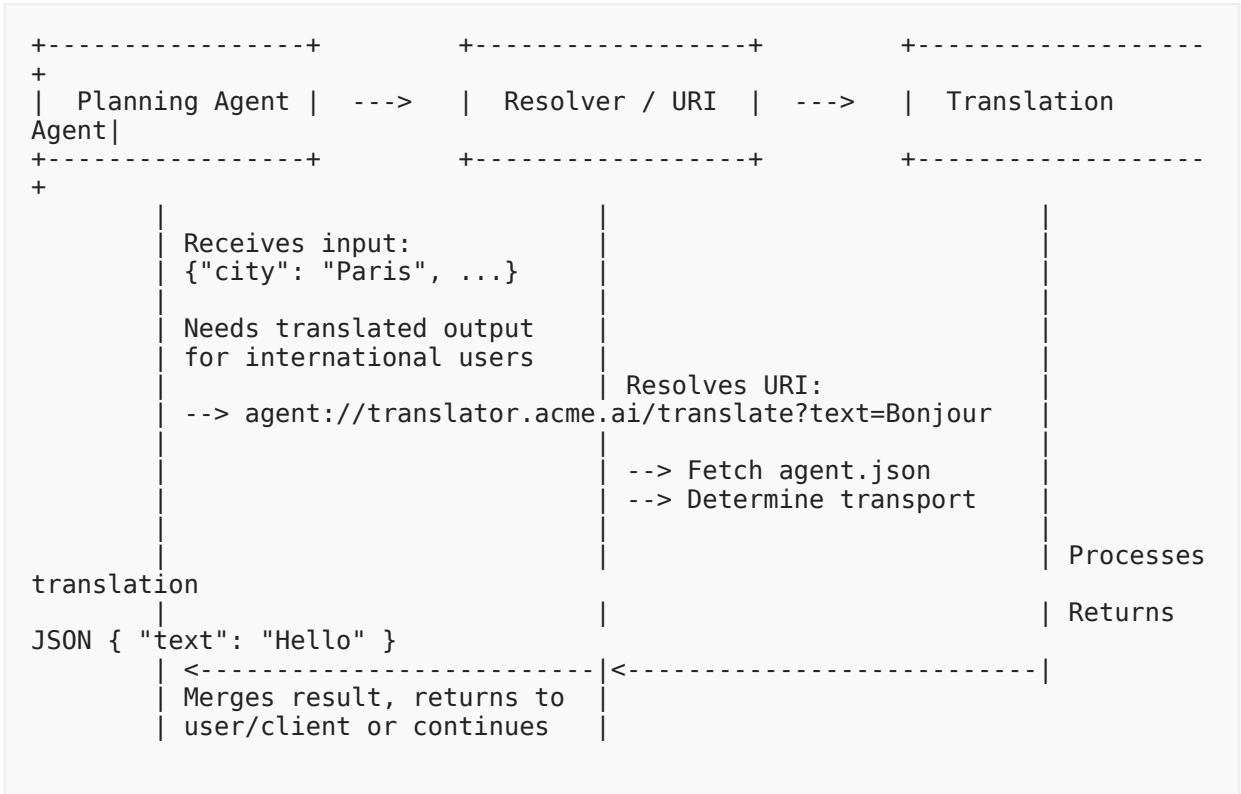 +-----------------+         +------------------+         +-------------------
+
|  Planning Agent |  --->   |  Resolver / URI  |  --->   |  Translation
Agent|
+-----------------+         +------------------+         +-------------------
+
        |                            |                            |
        | Receives input:            |                            |
        | {"city": "Paris", ...}     |                            |
        |                            |                            |
        | Needs translated output    |                            |
        | for international users    |                            |
        |                            | Resolves URI:              |
        | --> agent://translator.acme.ai/translate?text=Bonjour   |
        |                            |                            |
        |                            | --> Fetch agent.json       |
        |                            | --> Determine transport    |
        |                            |                            |
        |                            |                            | Processes
translation
        |                            |                            | Returns
JSON { "text": "Hello" }
        | <--------------------------|<---------------------------|
        | Merges result, returns to  |
        | user/client or continues   |